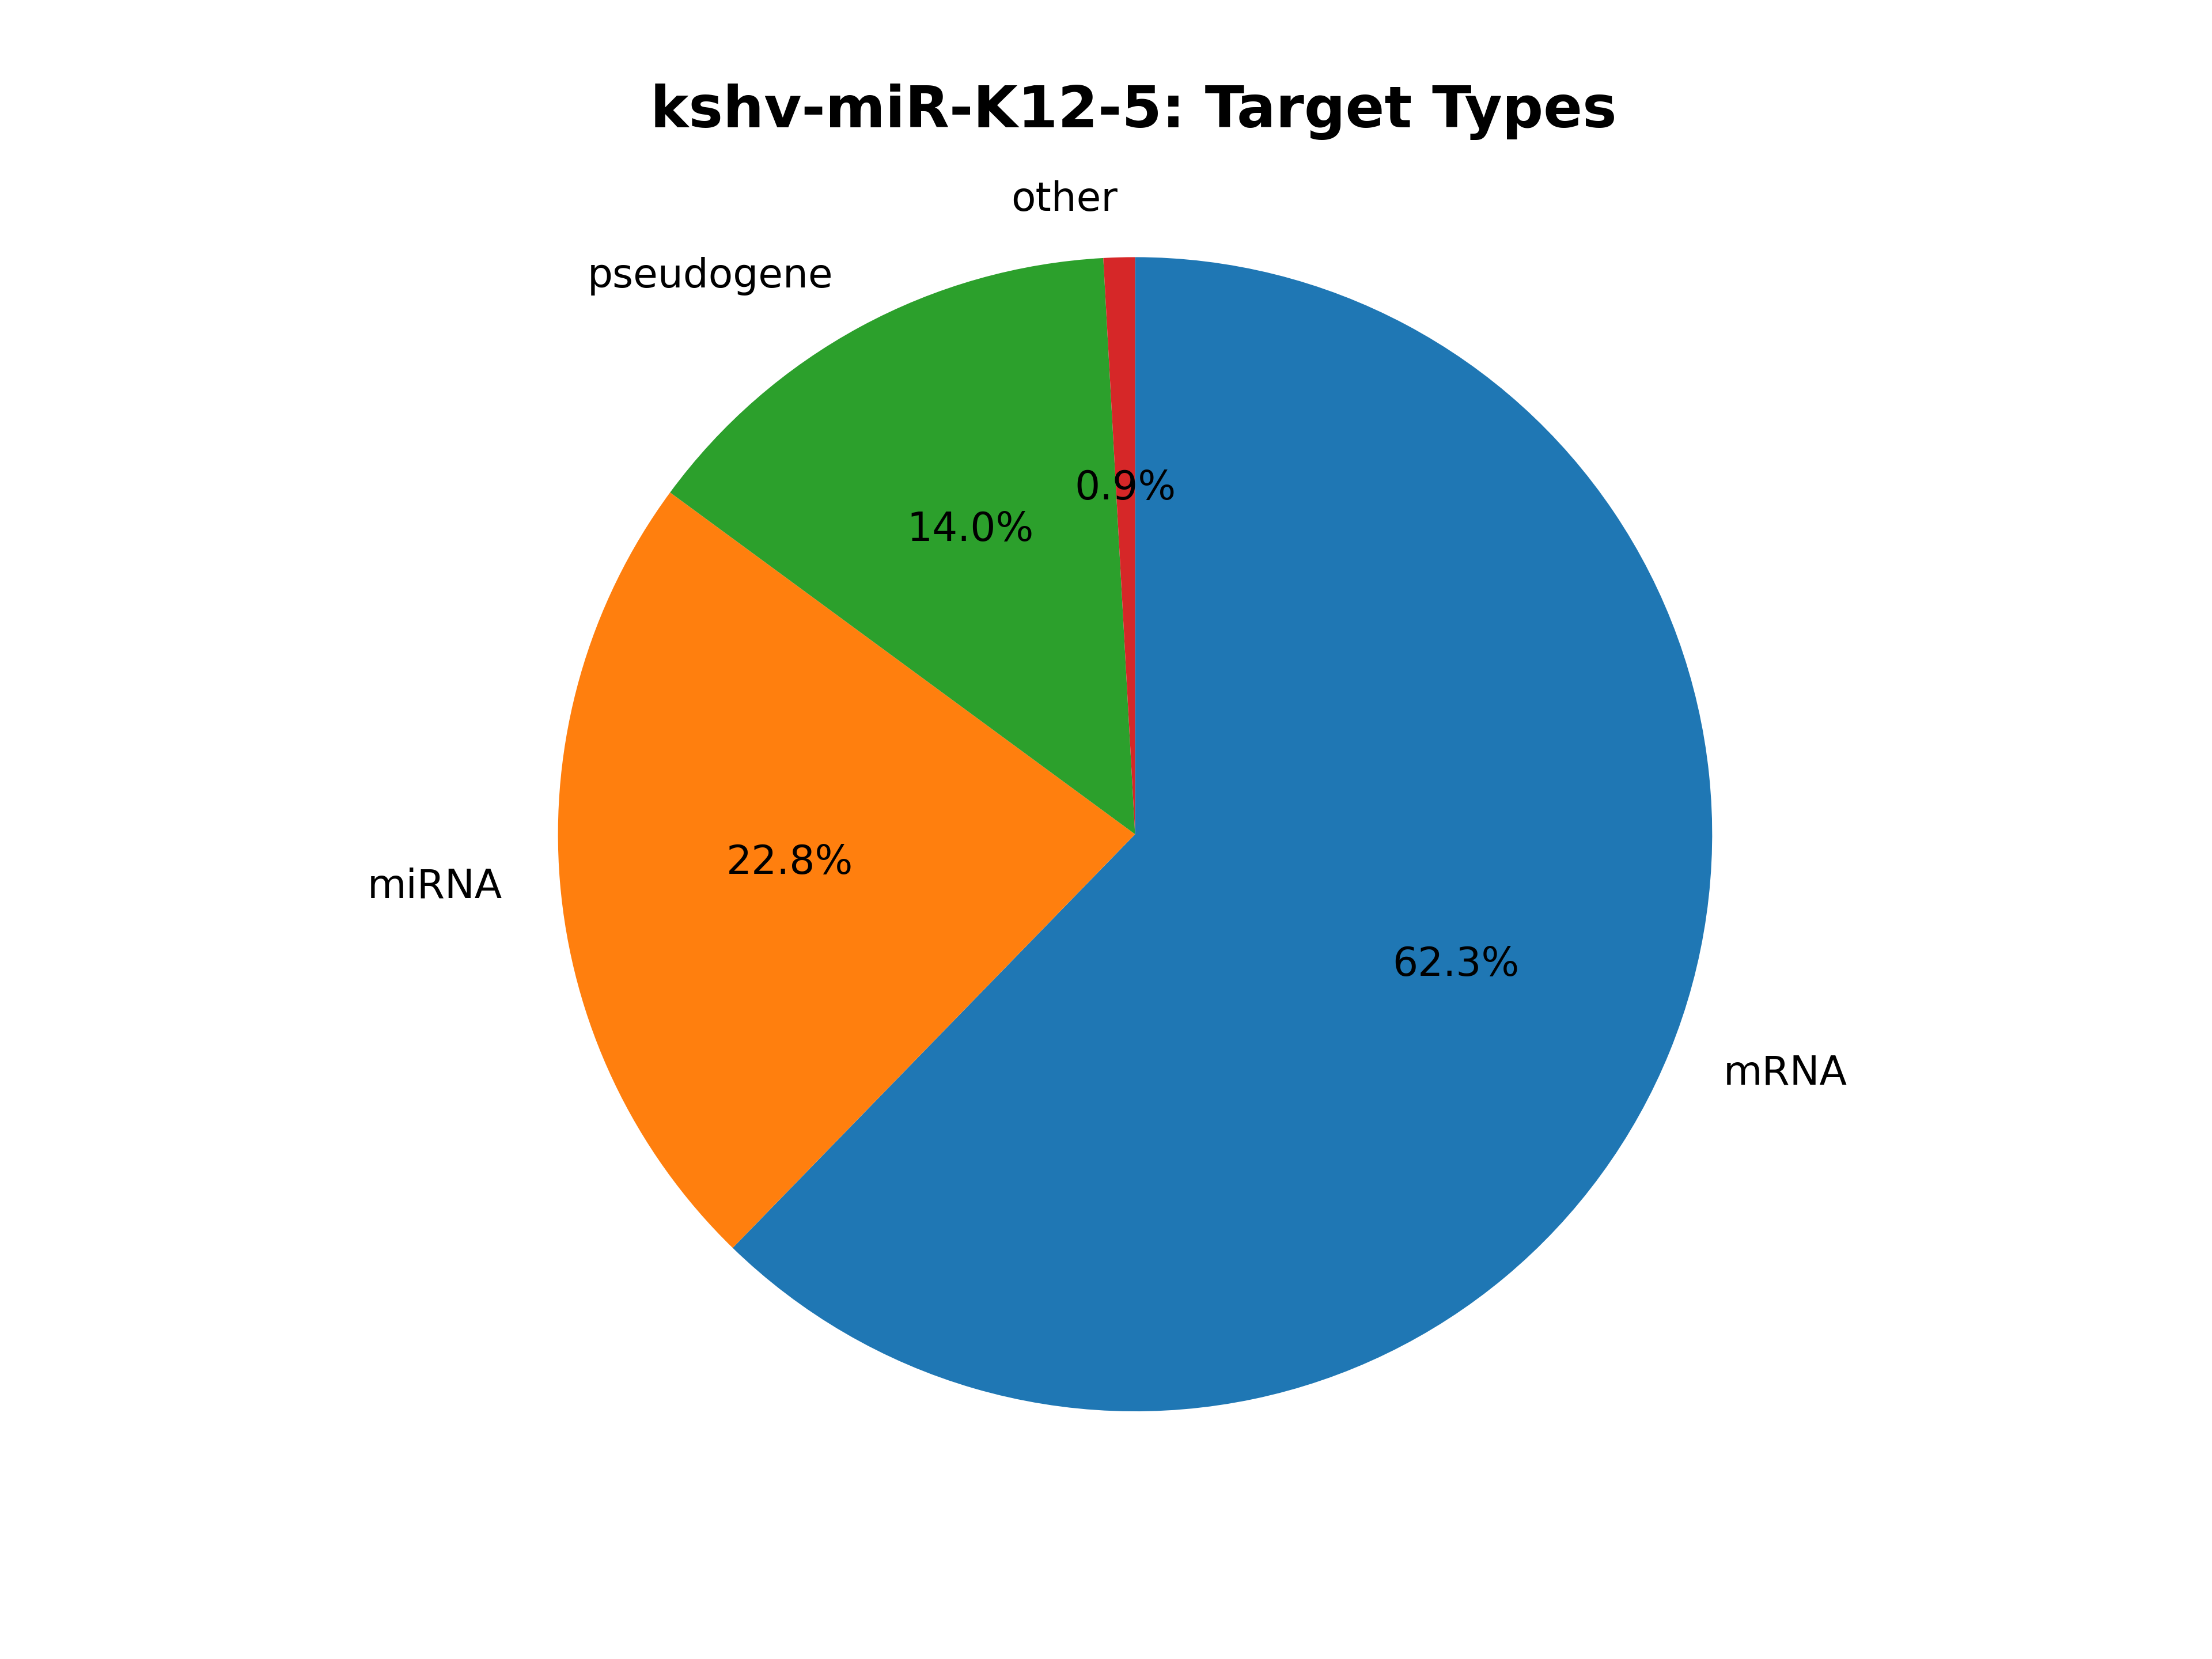 kshv-miR-K12-5: Target Types
other
pseudogene
0.9%
14.0%
22.8%
miRNA
62.3%
mRNA